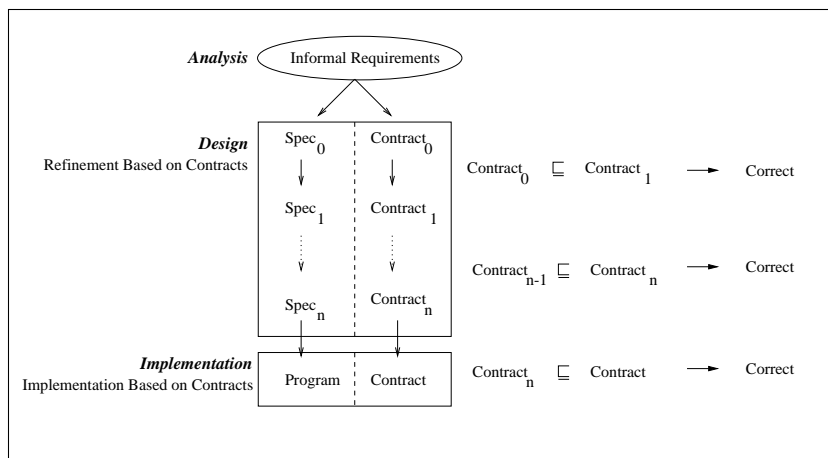 Analysis
Informal Requirements
Design
Refinement Based on Contracts
Spec0 Contract0
Contract0 ⊑ Contract1 Correct
Spec1 Contract1
Contractn-1 ⊑ Contractn Correct
Specn Contractn
Implementation
Implementation Based on Contracts
Program Contract
Contractn ⊑ Contract Correct